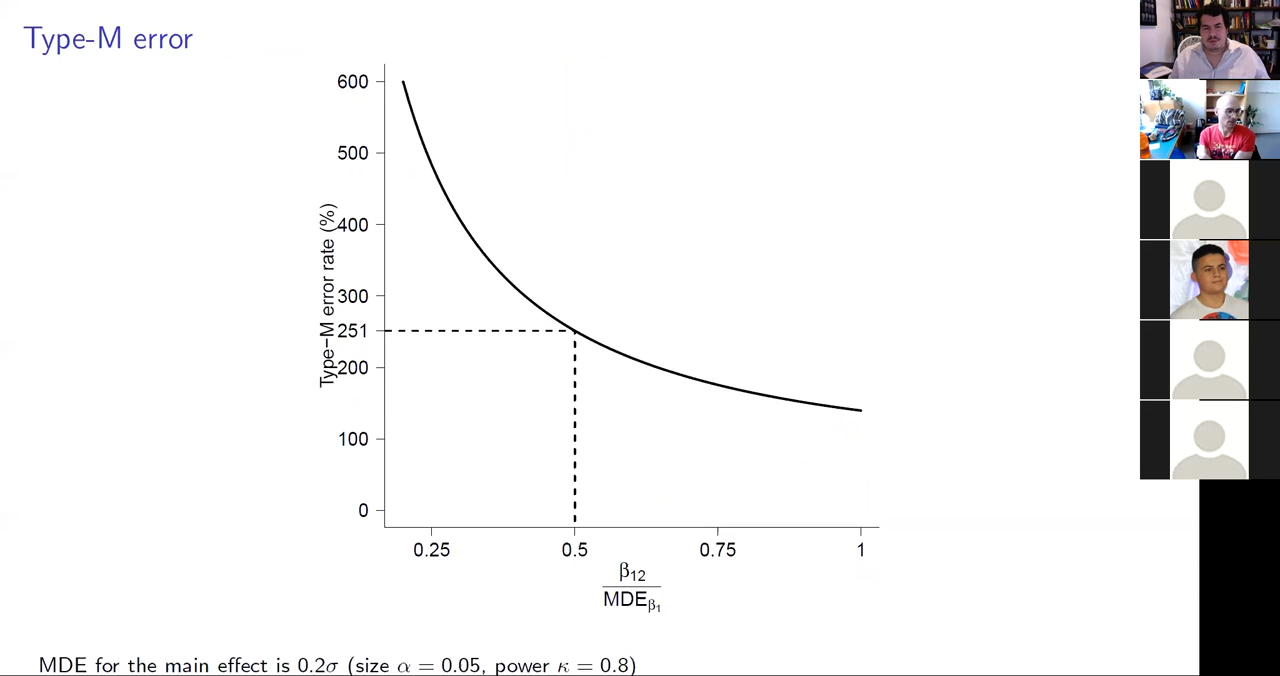 Type-M error
600
500
400
300
251
200
100
0
Type−M error rate (%)
0.25 0.5 0.75 1
β12
MDEβ1
MDE for the main effect is 0.2σ (size α = 0.05, power κ = 0.8)